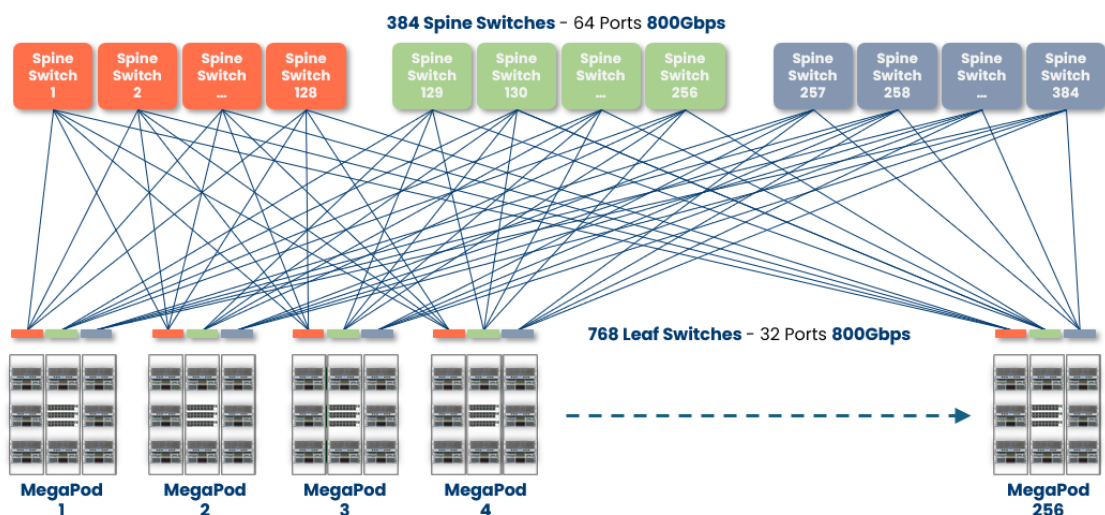 384 Spine Switches - 64 Ports 800Gbps
Spine
Switch
1
Spine
Switch
2
Spine
Switch
...
Spine
Switch
128
Spine
Switch
129
Spine
Switch
130
Spine
Switch
...
Spine
Switch
256
Spine
Switch
257
Spine
Switch
258
Spine
Switch
...
Spine
Switch
384
768 Leaf Switches - 32 Ports 800Gbps
MegaPod
1
MegaPod
2
MegaPod
3
MegaPod
4
MegaPod
256